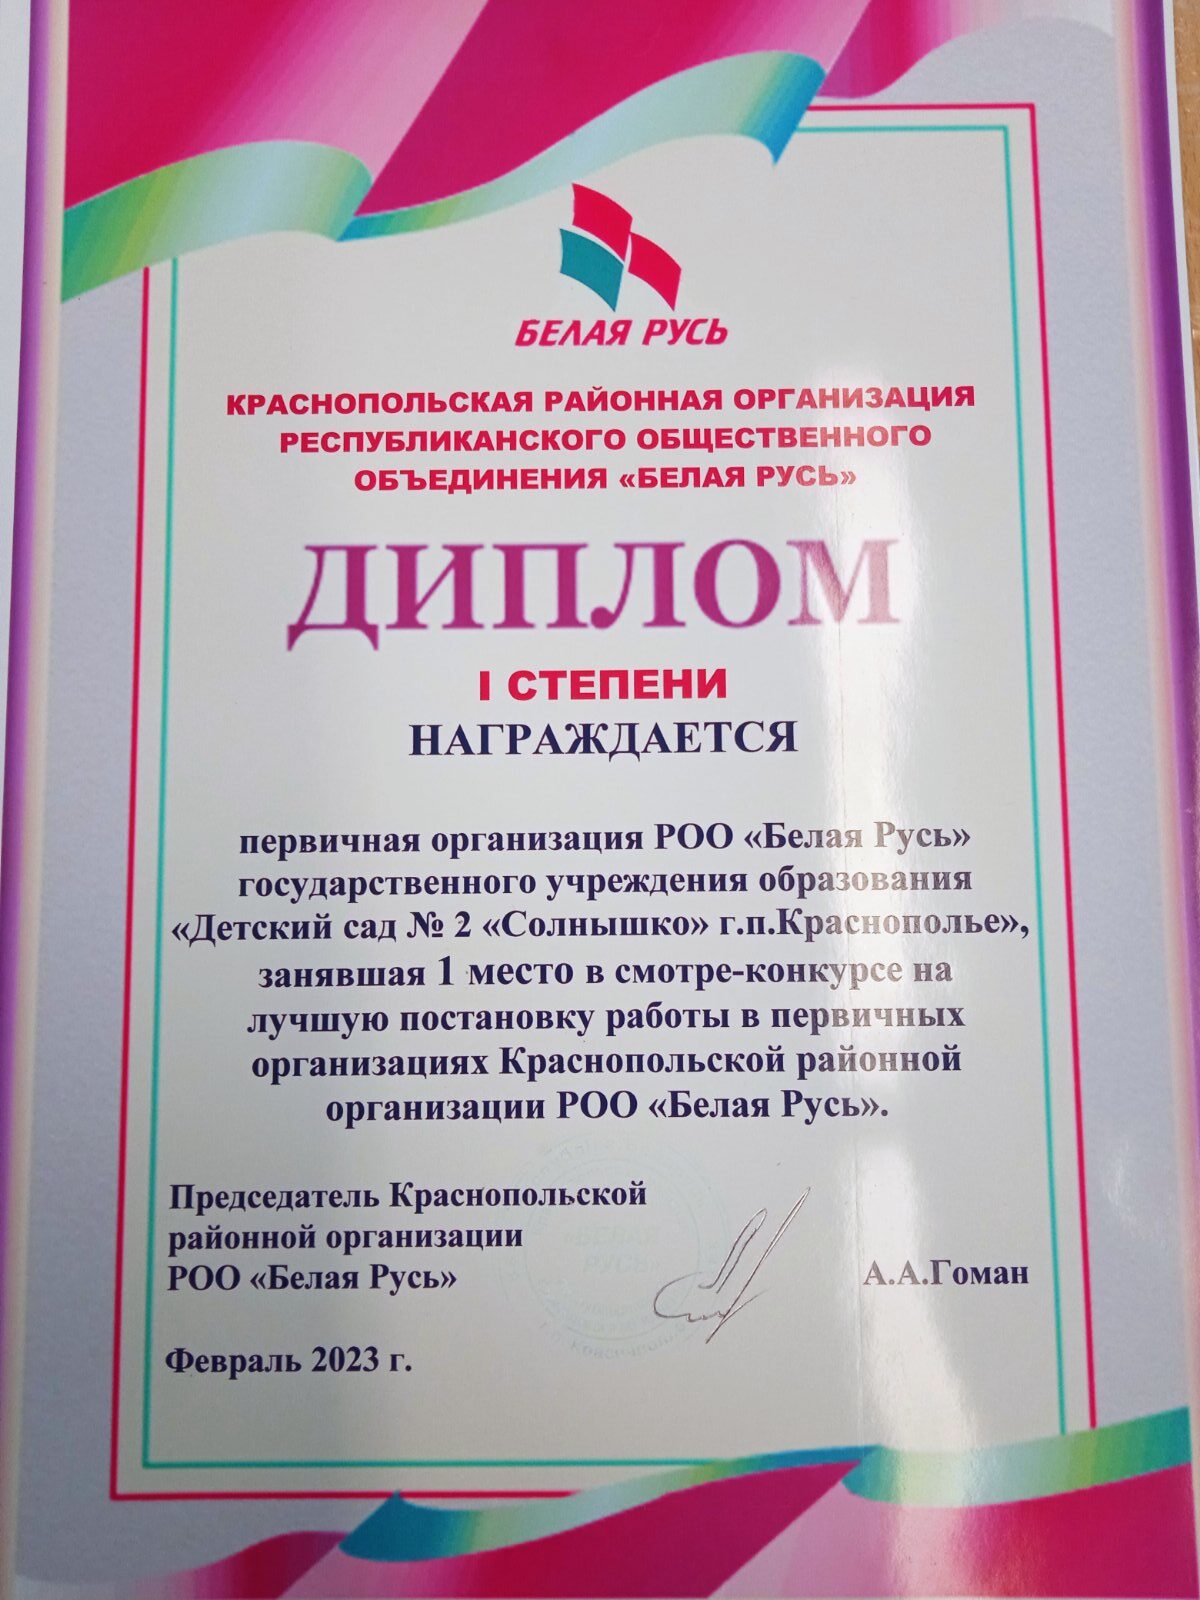 БЕЛАЯ РУСЬ
КРАСНОПОЛЬСКАЯ РАЙОННАЯ ОРГАНИЗАЦИЯ
РЕСПУБЛИКАНСКОГО ОБЩЕСТВЕННОГО
ОБЪЕДИНЕНИЯ «БЕЛАЯ РУСЬ»
ДИПЛОМ
I СТЕПЕНИ
НАГРАЖДАЕТСЯ
первичная организация РОО «Белая Русь»
государственного учреждения образования
«Детский сад № 2 «Солнышко» г.п.Краснополье»,
занявшая 1 место в смотре-конкурсе на
лучшую постановку работы в первичных
организациях Краснопольской районной
организации РОО «Белая Русь».
Председатель Краснопольской
районной организации
РОО «Белая Русь»
А.А.Гоман
Февраль 2023 г.